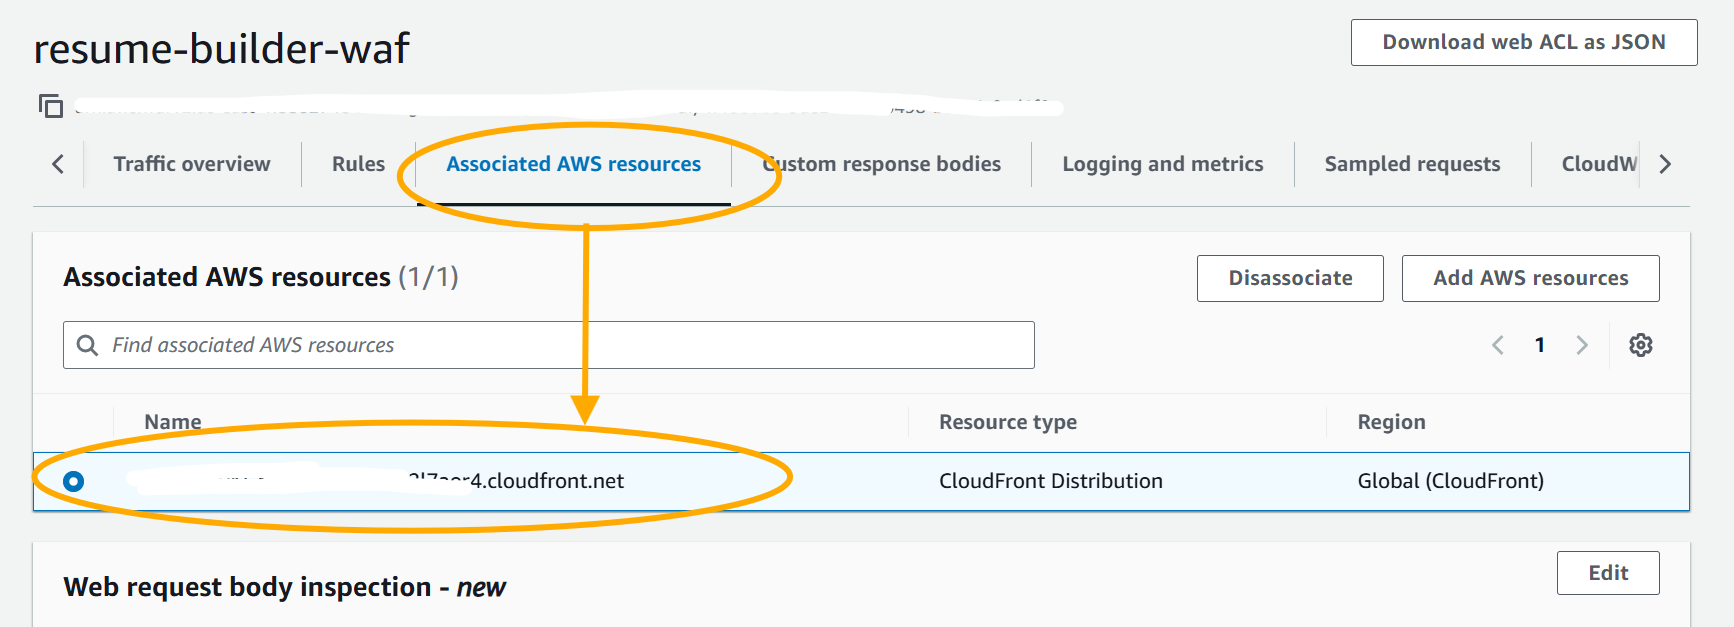 resume-builder-waf
Download web ACL as JSON
Traffic overview
Rules
Associated AWS resources
Custom response bodies
Logging and metrics
Sampled requests
CloudW
Associated AWS resources (1/1)
Disassociate
Add AWS resources
Find associated AWS resources
1
Name
Resource type
Region
4.cloudfront.net
CloudFront Distribution
Global (CloudFront)
Web request body inspection - new
Edit